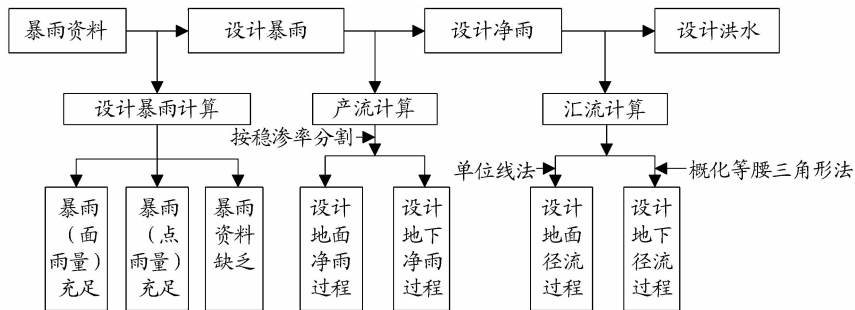 暴雨资料
设计暴雨
设计净雨
设计洪水
设计暴雨计算
产流计算
汇流计算
按稳渗率分割
单位线法
概化等腰三角形法
暴雨
（面
雨量）
充足
暴雨
（点
雨量）
充足
暴雨
资料
缺乏
设计
地面
净雨
过程
设计
地下
净雨
过程
设计
地面
径流
过程
设计
地下
径流
过程